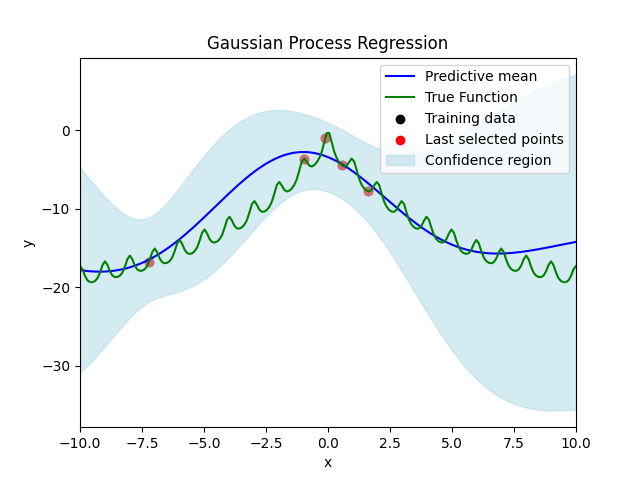 Gaussian Process Regression
Predictive mean
True Function
Training data
Last selected points
Confidence region
y
0
−10
−20
−30
−10.0 −7.5 −5.0 −2.5 0.0 2.5 5.0 7.5 10.0
x